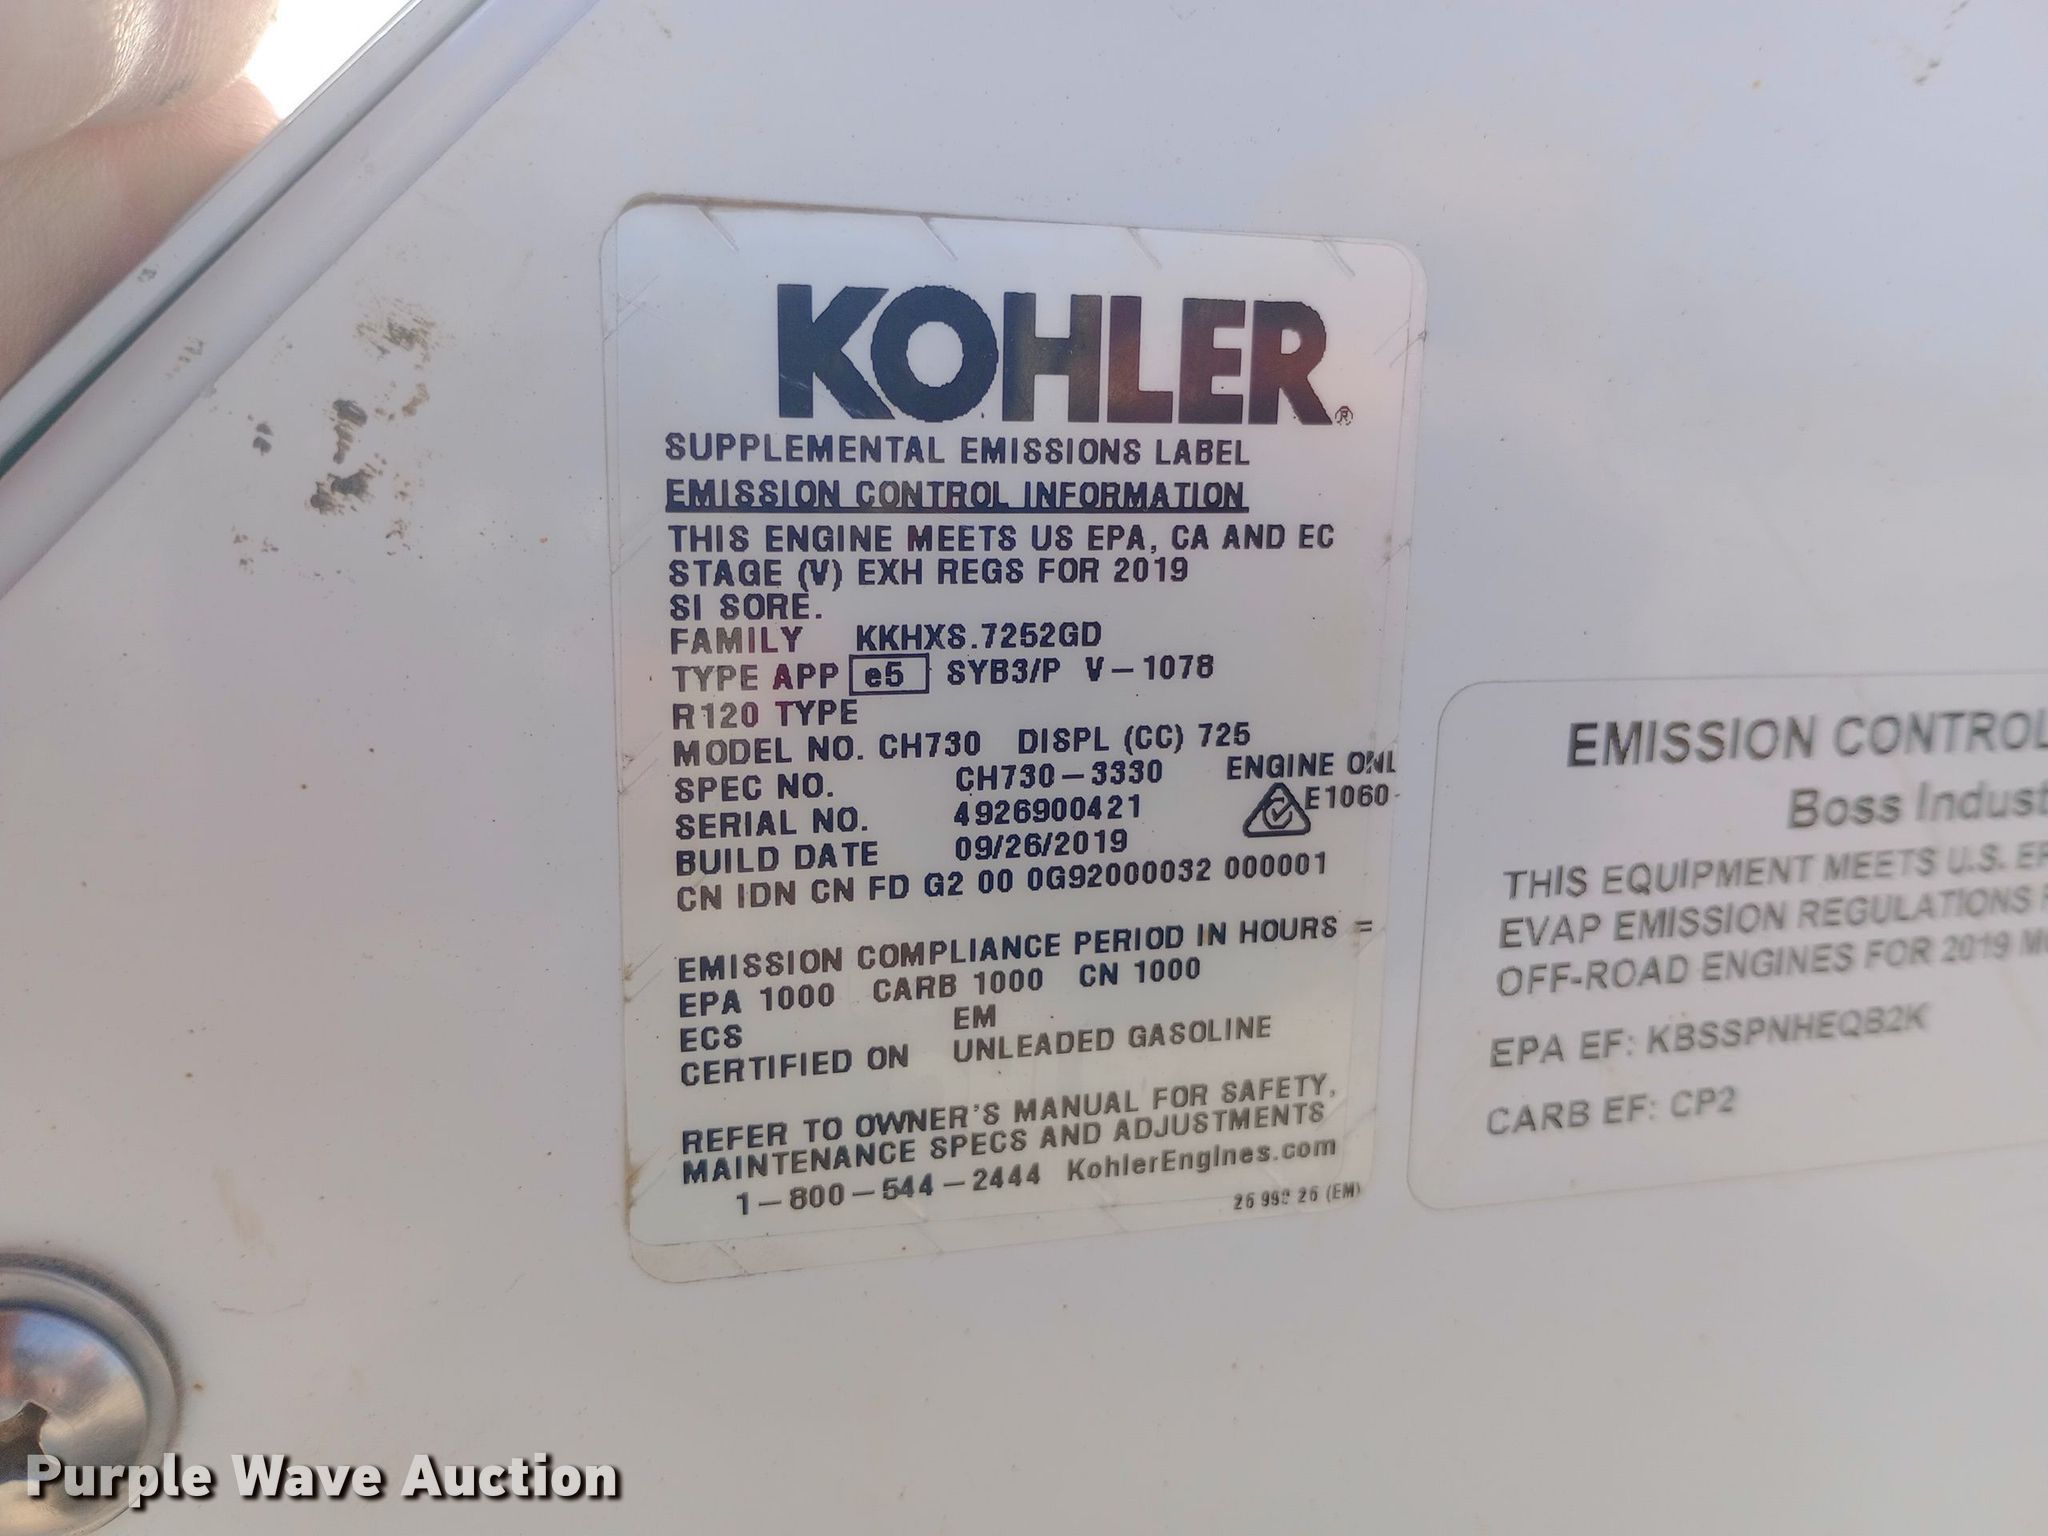 KOHLER®
SUPPLEMENTAL EMISSIONS LABEL
EMISSION CONTROL INFORMATION
THIS ENGINE MEETS US EPA, CA AND EC
STAGE (V) EXH REGS FOR 2019
SI SORE.
FAMILY KKHXS.7252GD
TYPE APP e5 SYB3/P V-1078
R120 TYPE
MODEL NO. CH730 DISPL (CC) 725
SPEC NO. CH730-3330 ENGINE ONL
SERIAL NO. 4926900421 E1060-
BUILD DATE 09/26/2019
CN IDN CN FD G2 00 0G92000032 000001
EMISSION COMPLIANCE PERIOD IN HOURS =
EPA 1000 CARB 1000 CN 1000
ECS EM
CERTIFIED ON UNLEADED GASOLINE
REFER TO OWNER'S MANUAL FOR SAFETY,
MAINTENANCE SPECS AND ADJUSTMENTS
1-800-544-2444 KohlerEngines.com
26 26 (EM)
EMISSION CONTROL
Boss Indust
THIS EQUIPMENT MEETS U.S. EP
EVAP EMISSION REGULATIONS F
OFF-ROAD ENGINES FOR 2019 MO
EPA EF: KBSSPNHEQB2K
CARB EF: CP2
Purple Wave Auction